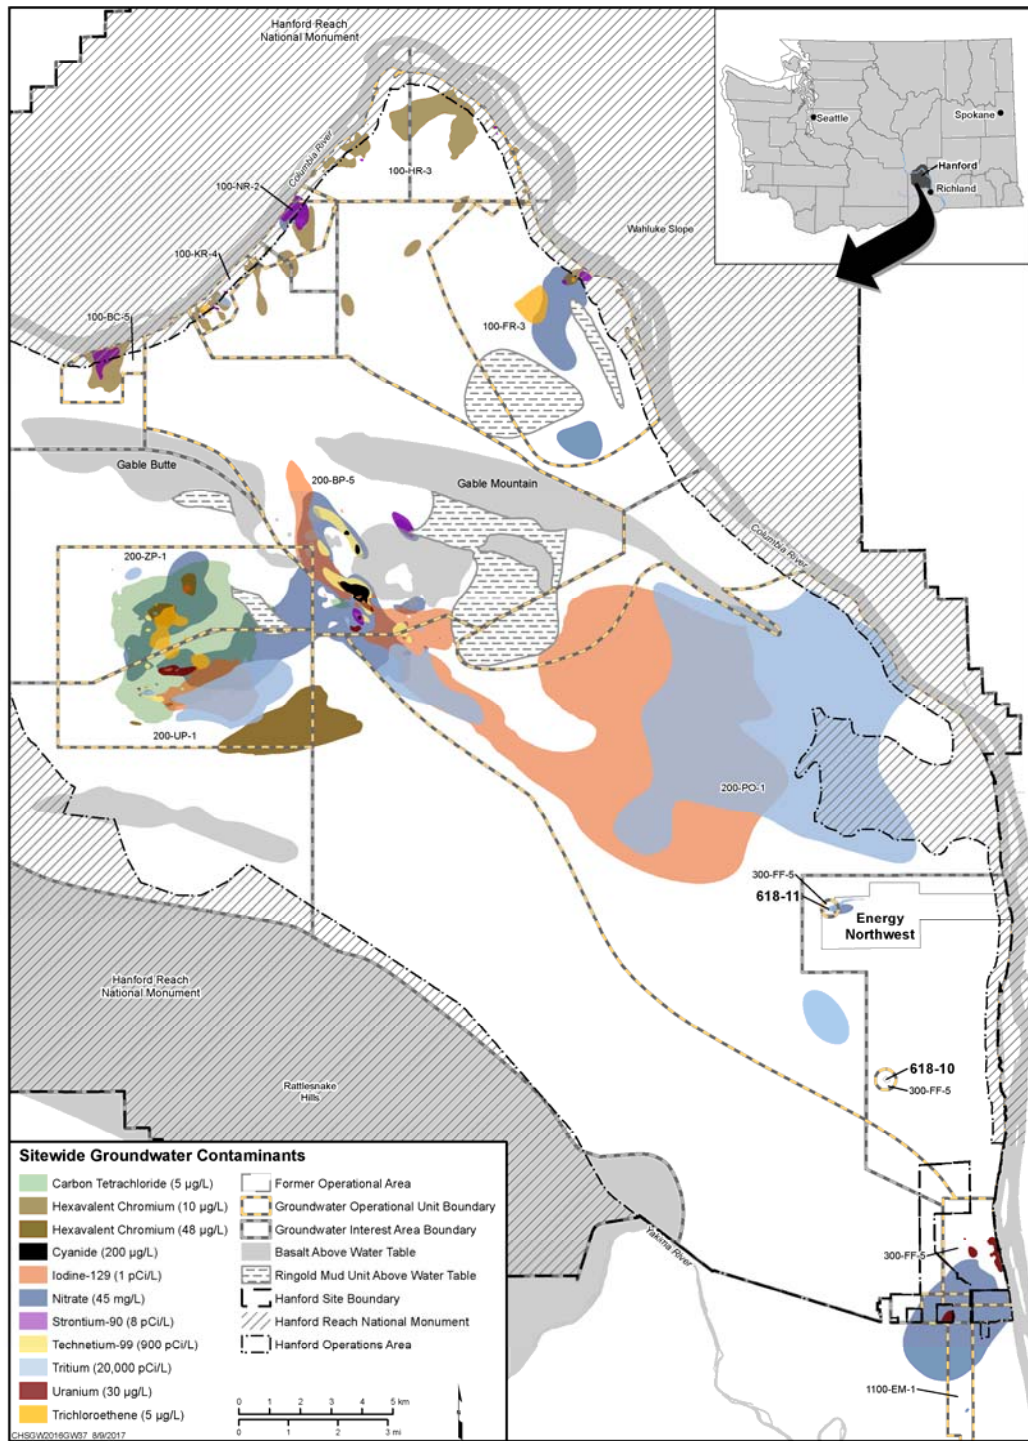 Hanford Reach
National Monument
Seattle
Spokane
Hanford
Richland
Columbia River
100-HR-3
100-NR-2
Wahluke Slope
100-KR-4
100-BC-5
100-FR-3
Gable Butte
Gable Mountain
200-BP-5
Columbia River
200-ZP-1
200-UP-1
200-PO-1
300-FF-5
618-11
Energy
Northwest
Hanford Reach
National Monument
618-10
300-FF-5
Rattlesnake
Hills
Yakima River
300-FF-5
1100-EM-1
Sitewide Groundwater Contaminants
Carbon Tetrachloride (5 µg/L)
Hexavalent Chromium (10 µg/L)
Hexavalent Chromium (48 µg/L)
Cyanide (200 µg/L)
Iodine-129 (1 pCi/L)
Nitrate (45 mg/L)
Strontium-90 (8 pCi/L)
Technetium-99 (900 pCi/L)
Tritium (20,000 pCi/L)
Uranium (30 µg/L)
Trichloroethene (5 µg/L)
Former Operational Area
Groundwater Operational Unit Boundary
Groundwater Interest Area Boundary
Basalt Above Water Table
Ringold Mud Unit Above Water Table
Hanford Site Boundary
Hanford Reach National Monument
Hanford Operations Area
0 1 2 3 4 5 km
0 1 2 3 mi
CHSGW2016GW37 8/9/2017